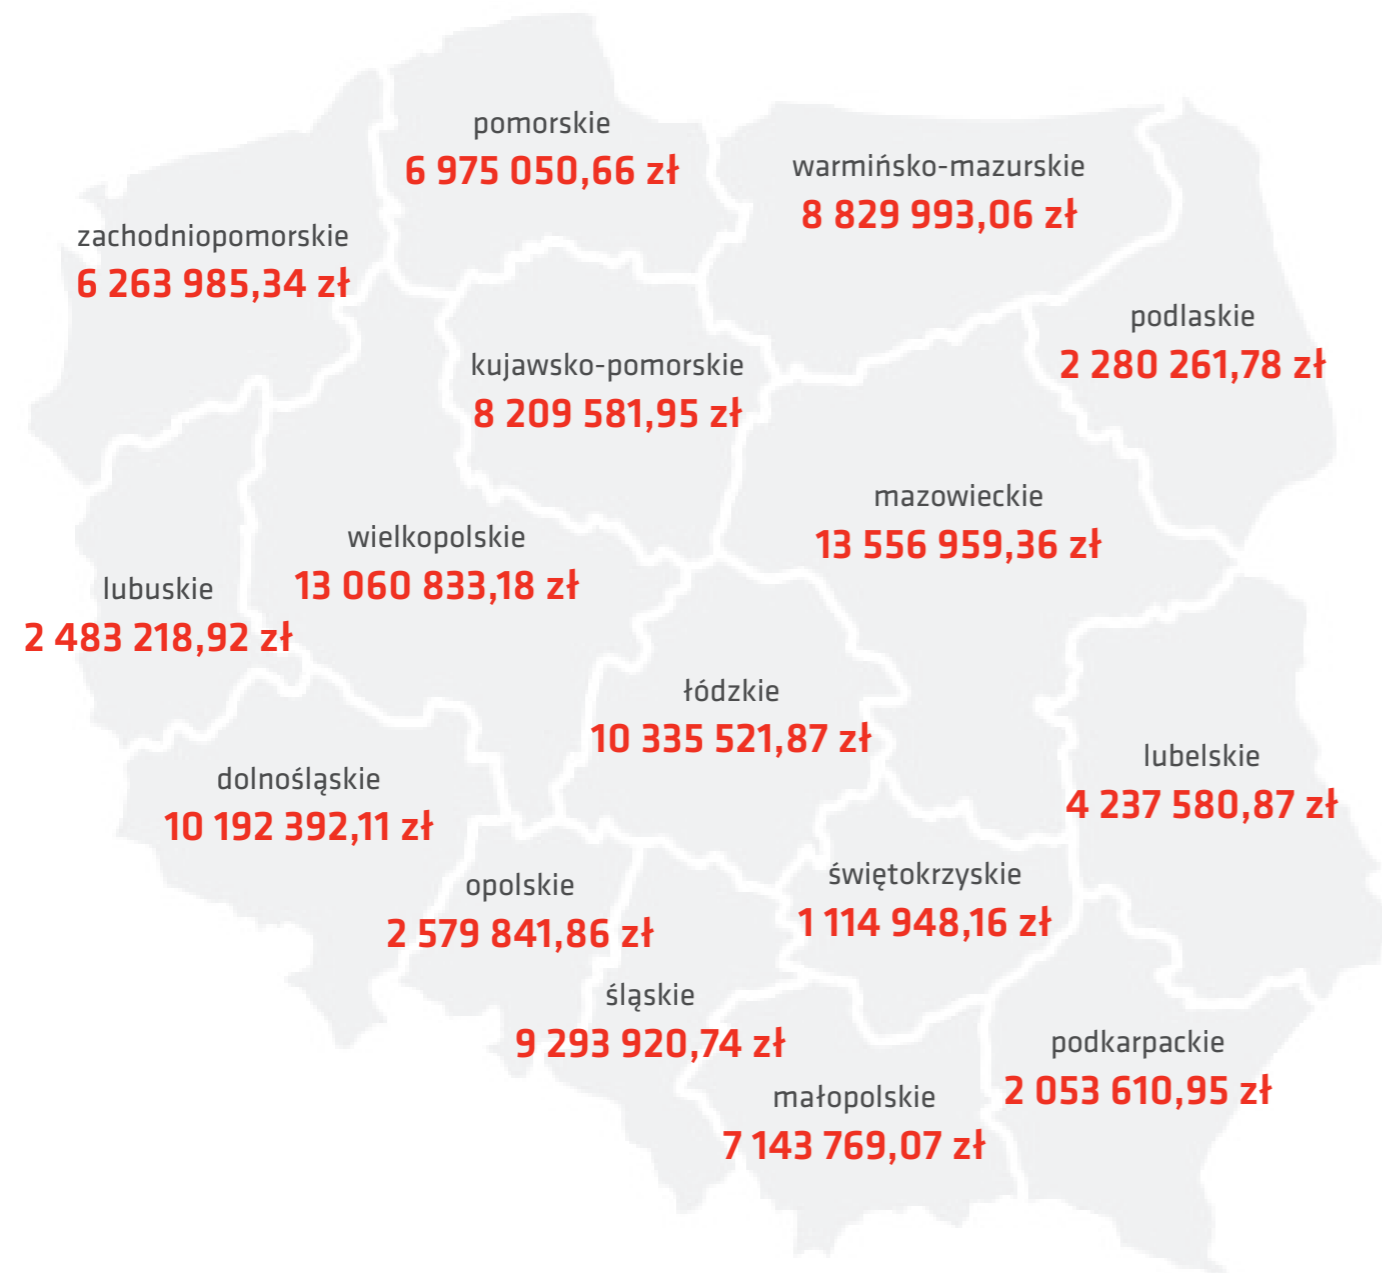 pomorskie
6 975 050,66 zł
warmińsko-mazurskie
8 829 993,06 zł
zachodniopomorskie
6 263 985,34 zł
podlaskie
2 280 261,78 zł
kujawsko-pomorskie
8 209 581,95 zł
mazowieckie
13 556 959,36 zł
wielkopolskie
13 060 833,18 zł
lubuskie
2 483 218,92 zł
łódzkie
10 335 521,87 zł
lubelskie
4 237 580,87 zł
dolnośląskie
10 192 392,11 zł
świętokrzyskie
1 114 948,16 zł
opolskie
2 579 841,86 zł
śląskie
9 293 920,74 zł
podkarpackie
2 053 610,95 zł
małopolskie
7 143 769,07 zł